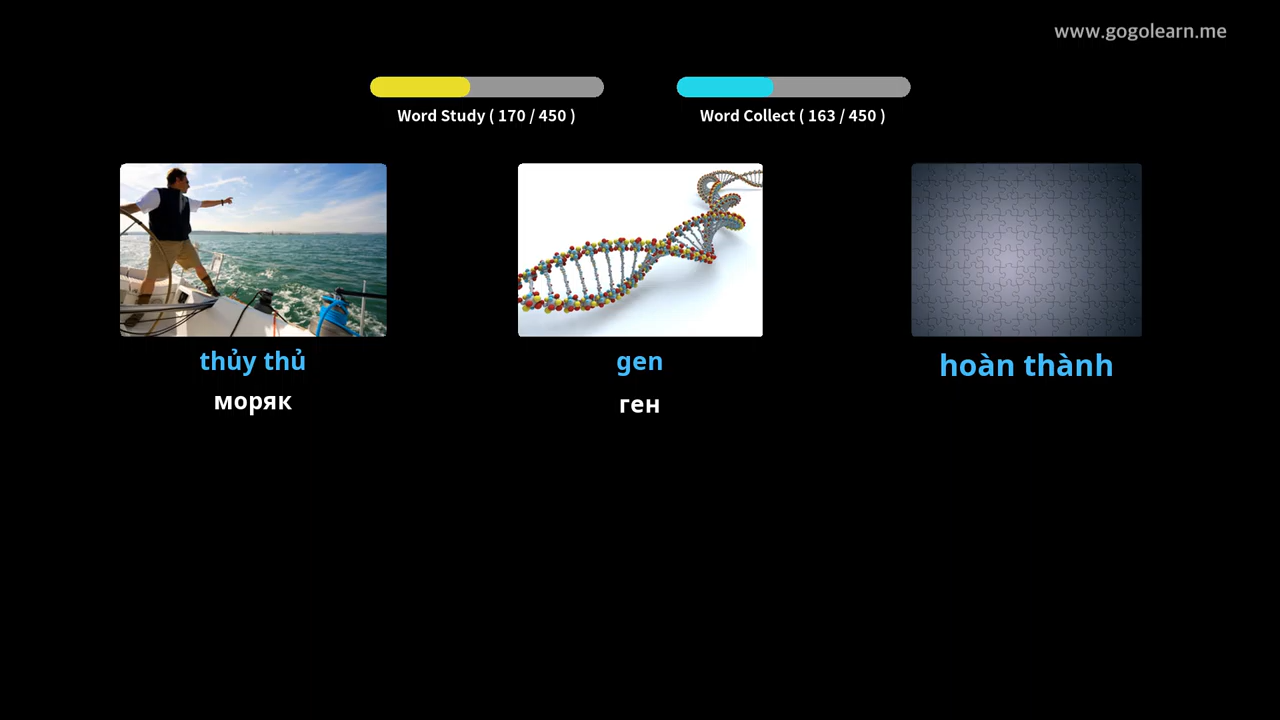 www.gogolearn.me
Word Study ( 170 / 450 )
Word Collect ( 163 / 450 )
thủy thủ
моряк
gen
ген
hoàn thành